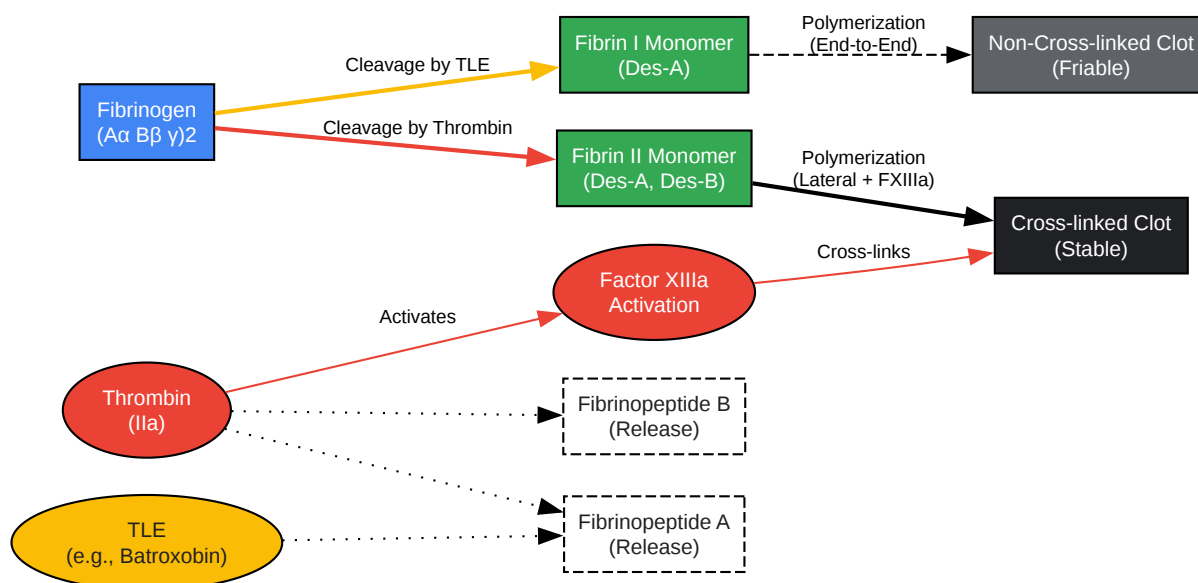 Polymerization
(End-to-End)
Fibrin I Monomer
(Des-A)
Non-Cross-linked Clot
(Friable)
Cleavage by TLE
Fibrinogen
(Aα Bβ γ)2
Cleavage by Thrombin
Fibrin II Monomer
(Des-A, Des-B)
Polymerization
(Lateral + FXIIIa)
Cross-linked Clot
(Stable)
Cross-links
Factor XIIIa
Activation
Activates
Thrombin
(IIa)
Fibrinopeptide B
(Release)
Fibrinopeptide A
(Release)
TLE
(e.g., Batroxobin)